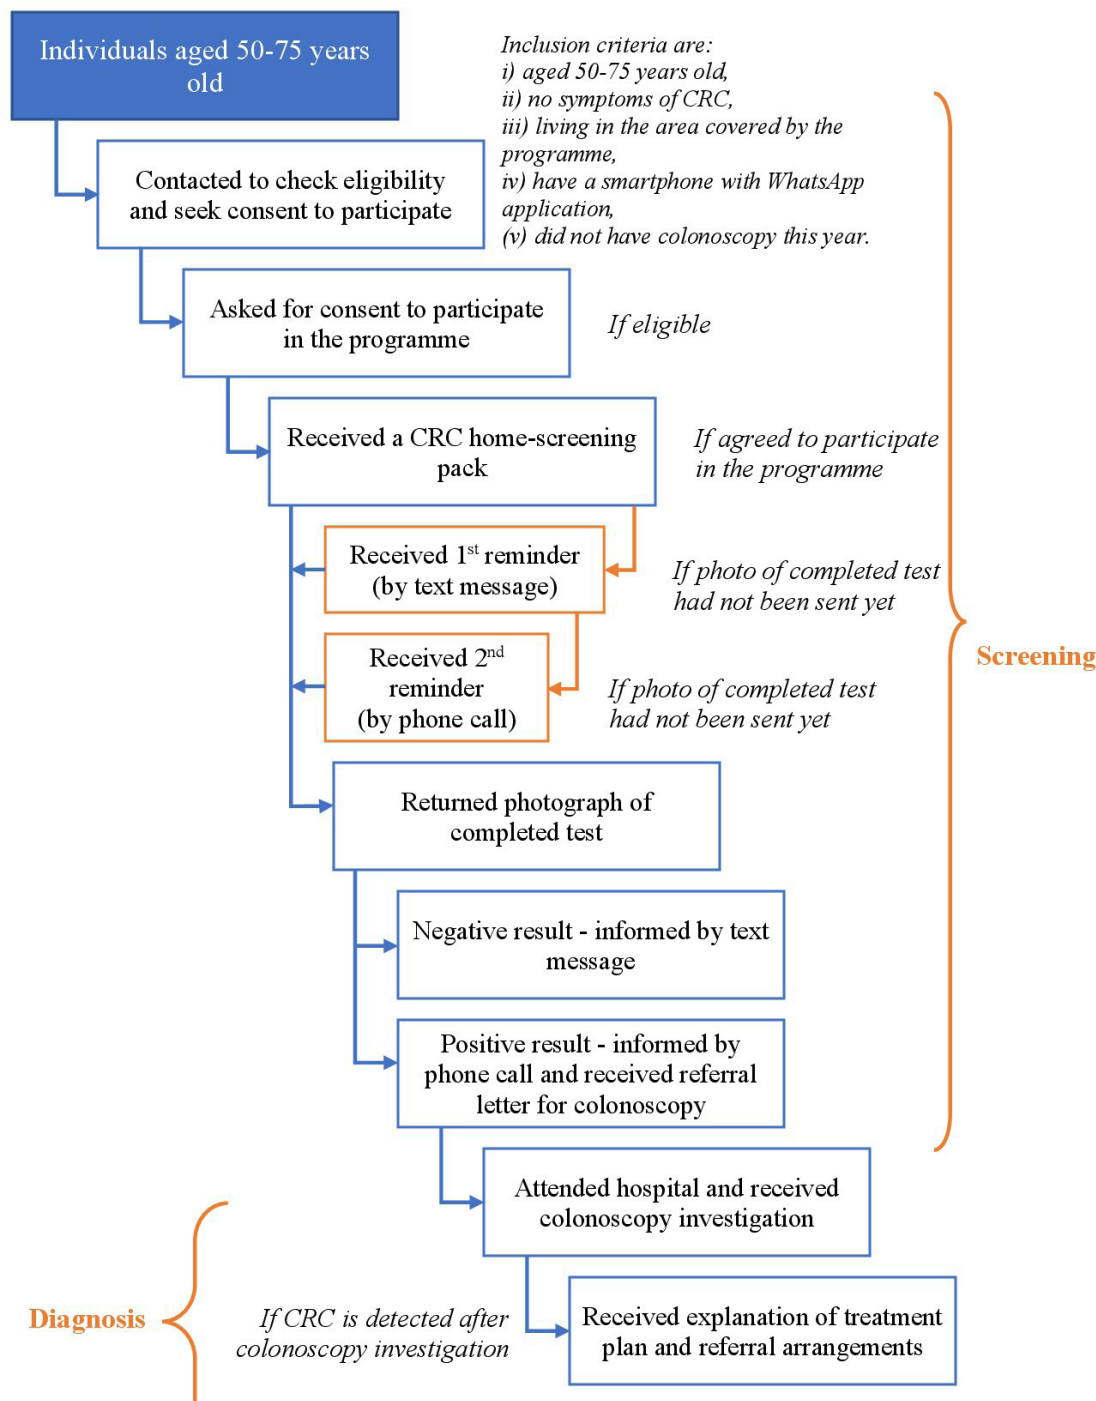 Individuals aged 50-75 years
old
Inclusion criteria are:
i) aged 50-75 years old,
ii) no symptoms of CRC,
iii) living in the area covered by the
programme,
iv) have a smartphone with WhatsApp
application,
(v) did not have colonoscopy this year.
Contacted to check eligibility
and seek consent to participate
Asked for consent to participate
in the programme
If eligible
Received a CRC home-screening
pack
If agreed to participate
in the programme
Received 1st reminder
(by text message)
If photo of completed test
had not been sent yet
Received 2nd
reminder
(by phone call)
If photo of completed test
had not been sent yet
Screening
Returned photograph of
completed test
Negative result - informed by text
message
Positive result - informed by
phone call and received referral
letter for colonoscopy
Attended hospital and received
colonoscopy investigation
Diagnosis
If CRC is detected after
colonoscopy investigation
Received explanation of treatment
plan and referral arrangements